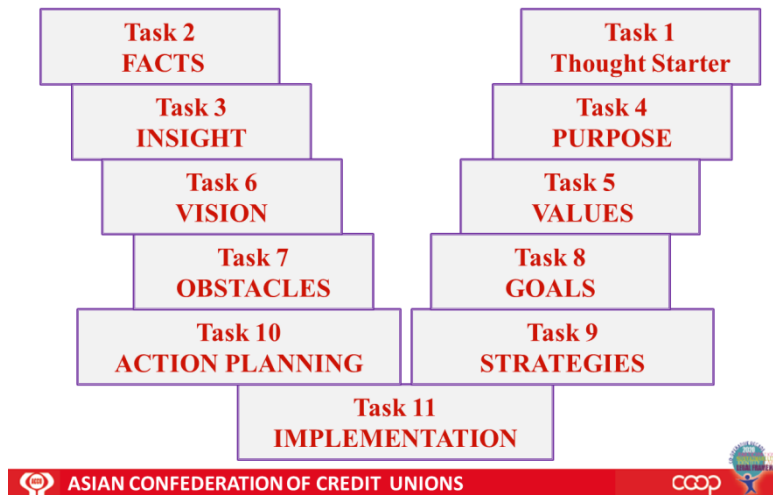 Task 2
FACTS
Task 1
Thought Starter
Task 3
INSIGHT
Task 4
PURPOSE
Task 6
VISION
Task 5
VALUES
Task 7
OBSTACLES
Task 8
GOALS
Task 10
ACTION PLANNING
Task 9
STRATEGIES
Task 11
IMPLEMENTATION
ASIAN CONFEDERATION OF CREDIT UNIONS
coop